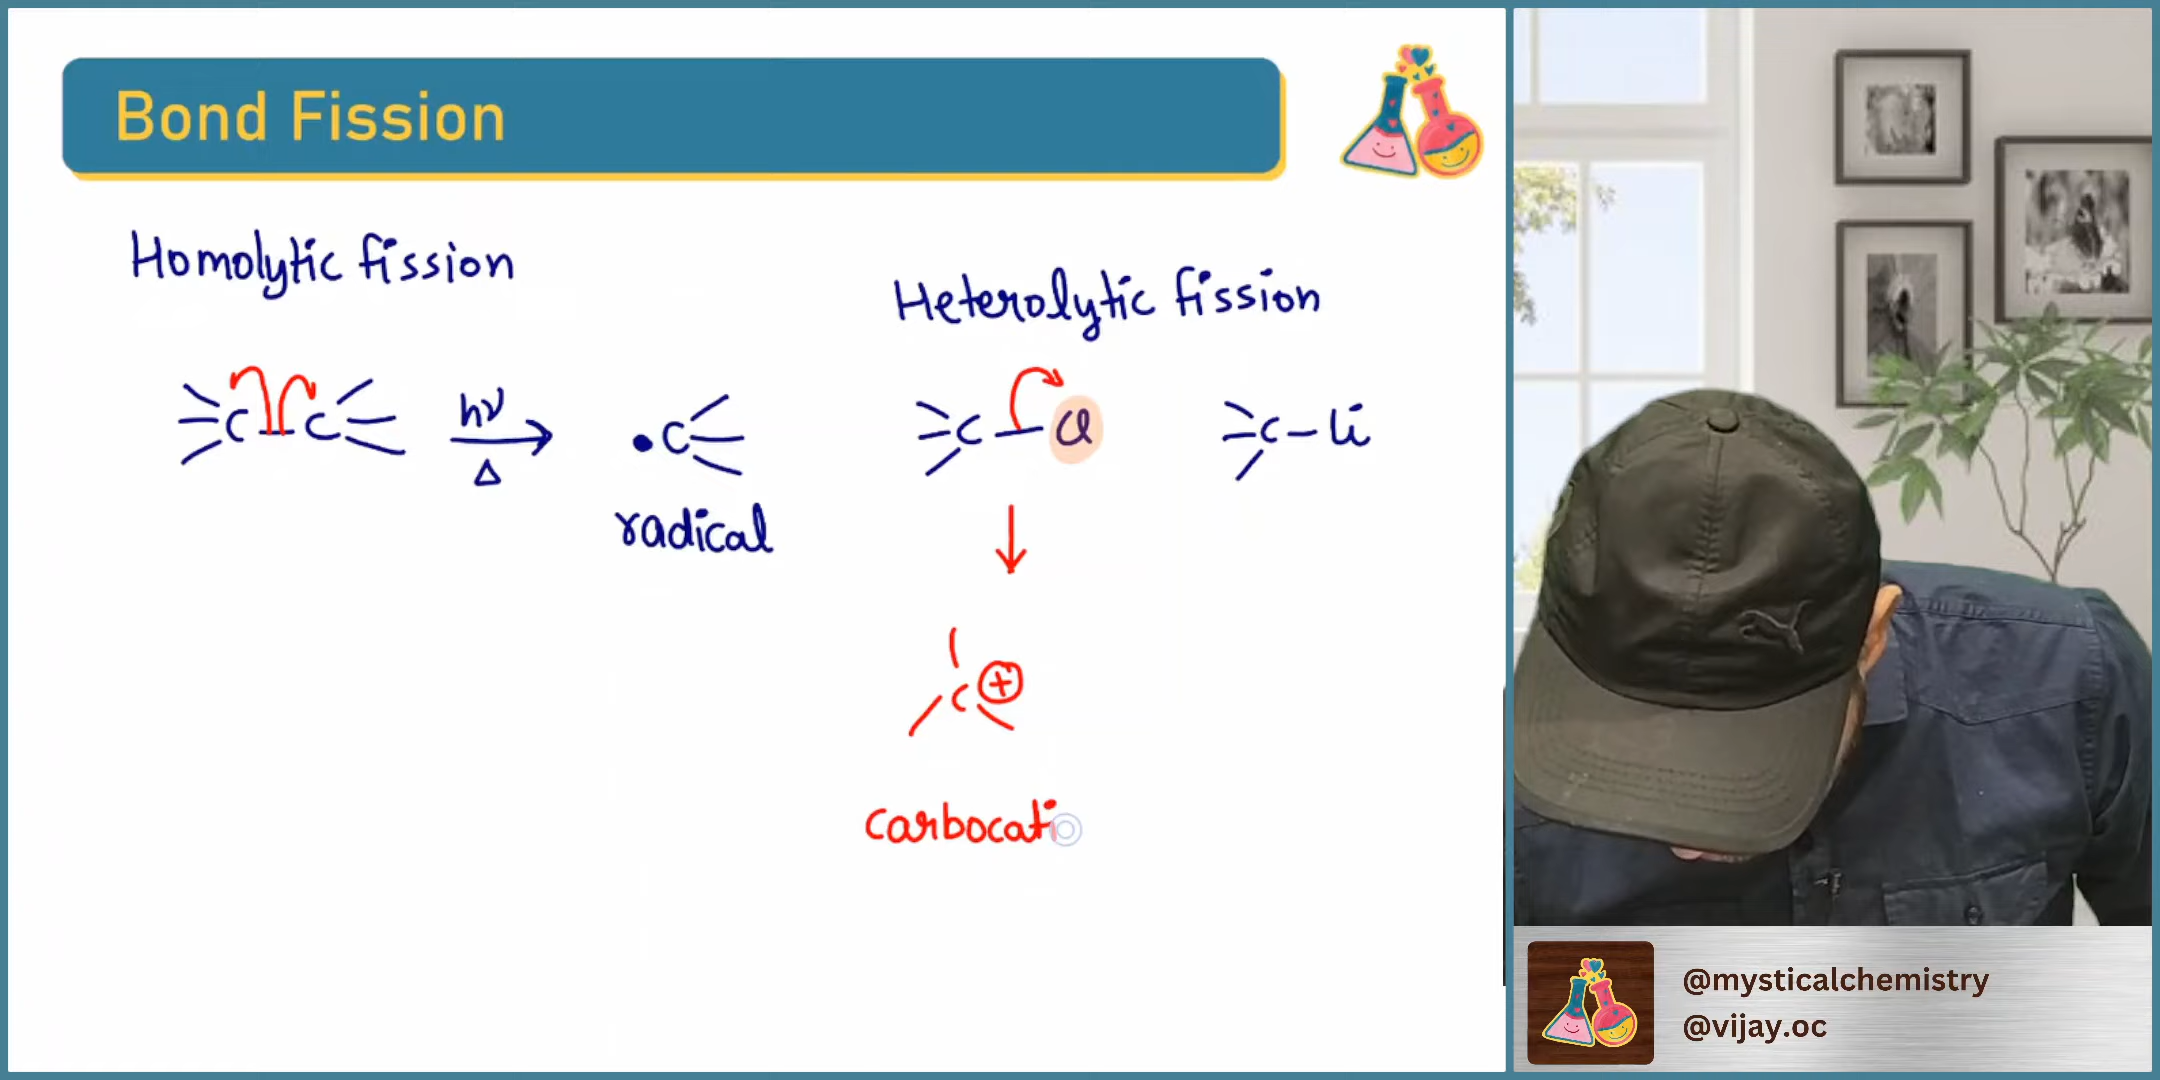 Bond Fission
Homolytic fission
C C hν Δ •C
radical
Heterolytic fission
C-Cl C-Li
C +
carbocati
@mysticalchemistry
@vijay.oc